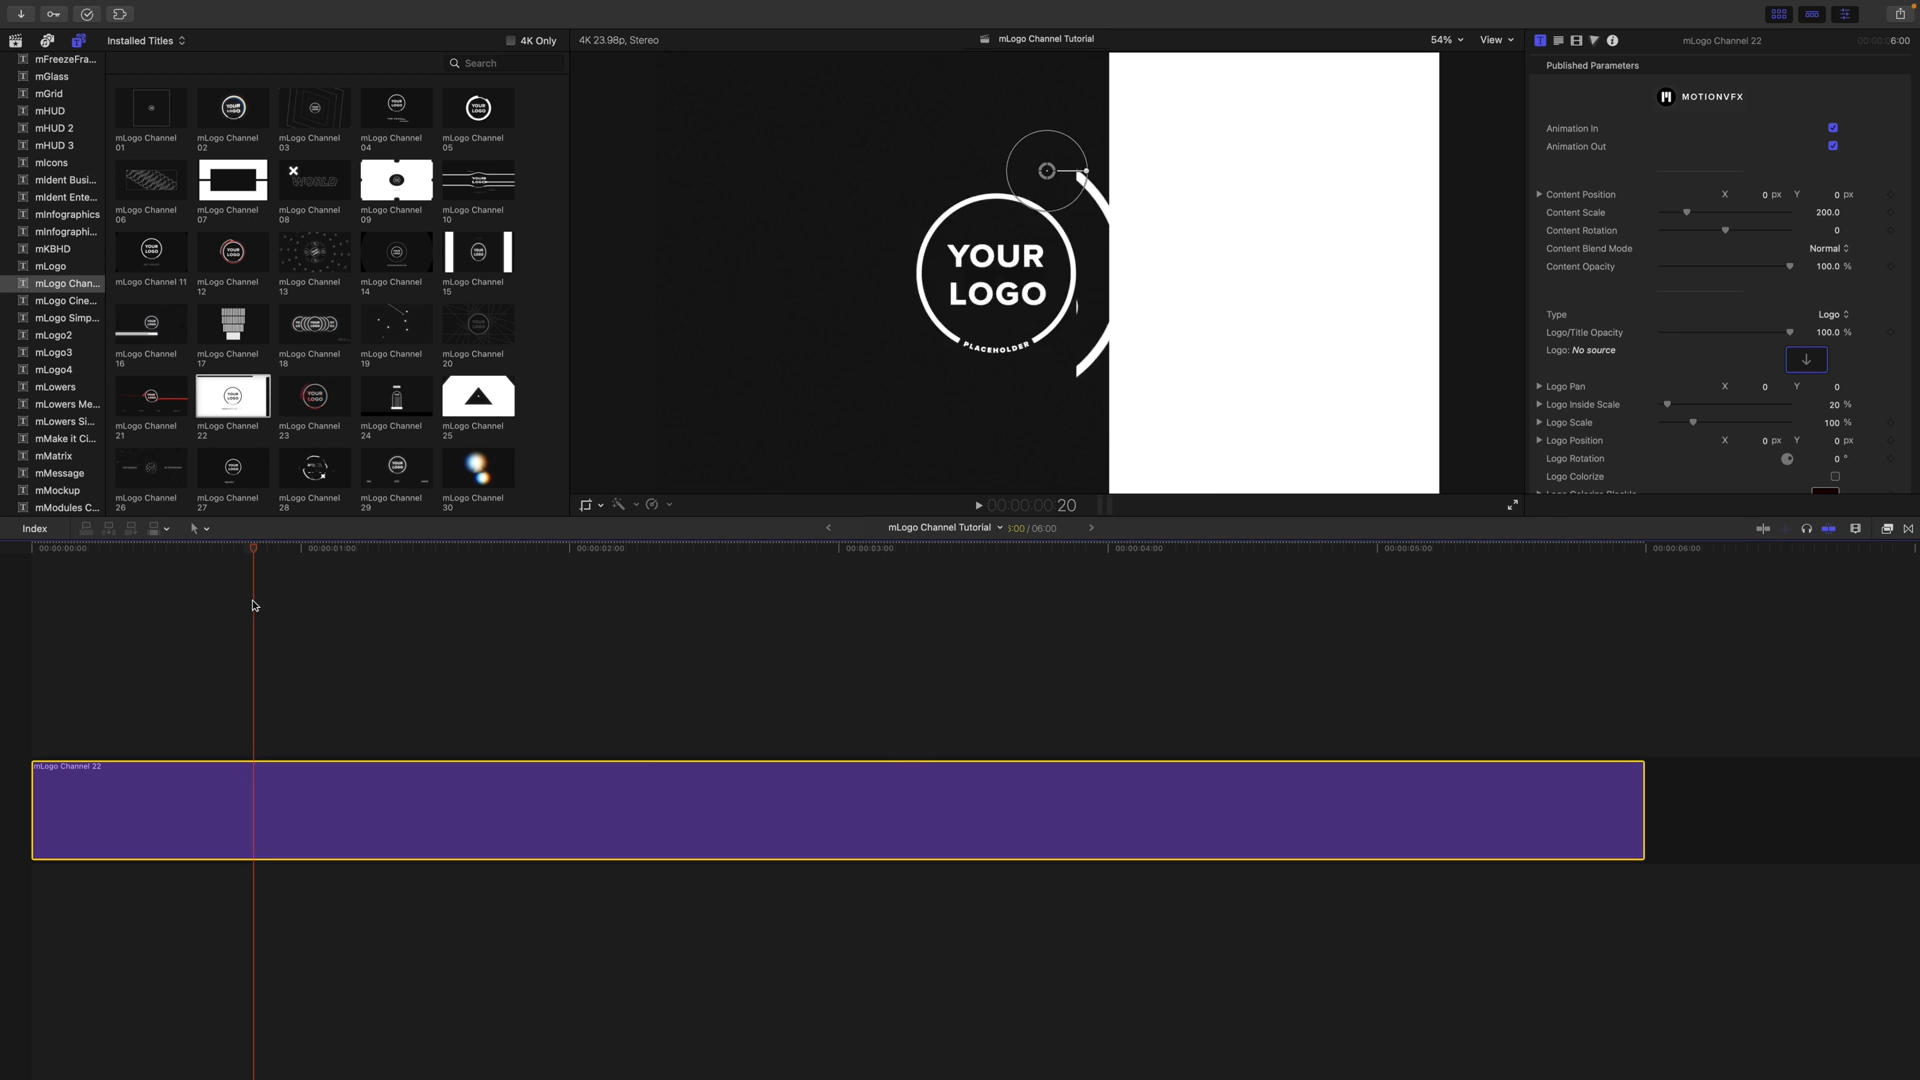 Installed Titles
4K Only
4K 23.98p, Stereo
mLogo Channel Tutorial
54%
View
mLogo Channel 22
00:00:00:6:00
mFreezeFra...
mGlass
mGrid
mHUD
mHUD 2
mHUD 3
mIcons
mIdent Busi...
mIdent Ente...
mInfographics
mInfographi...
mKBHD
mLogo
mLogo Chan...
mLogo Cine...
mLogo Simp...
mLogo2
mLogo3
mLogo4
mLowers
mLowers Me...
mLowers Si...
mMake it Ci...
mMatrix
mMessage
mMockup
mModules C...
Search
mLogo Channel 01
mLogo Channel 02
mLogo Channel 03
mLogo Channel 04
mLogo Channel 05
mLogo Channel 06
mLogo Channel 07
mLogo Channel 08
mLogo Channel 09
mLogo Channel 10
mLogo Channel 11
mLogo Channel 12
mLogo Channel 13
mLogo Channel 14
mLogo Channel 15
mLogo Channel 16
mLogo Channel 17
mLogo Channel 18
mLogo Channel 19
mLogo Channel 20
mLogo Channel 21
mLogo Channel 22
mLogo Channel 23
mLogo Channel 24
mLogo Channel 25
mLogo Channel 26
mLogo Channel 27
mLogo Channel 28
mLogo Channel 29
mLogo Channel 30
YOUR
LOGO
PLACEHOLDER
00:00:00:20
Published Parameters
MOTIONVFX
Animation In
Animation Out
Content Position X 0 px Y 0 px
Content Scale 200.0
Content Rotation 0
Content Blend Mode Normal
Content Opacity 100.0 %
Type Logo
Logo/Title Opacity 100.0 %
Logo: No source
Logo Pan X 0 Y 0
Logo Inside Scale 20 %
Logo Scale 100 %
Logo Position X 0 px Y 0 px
Logo Rotation 0 °
Logo Colorize
Index
mLogo Channel Tutorial
06:00
00:00:00:00
00:00:01:00
00:00:02:00
00:00:03:00
00:00:04:00
00:00:05:00
00:00:06:00
mLogo Channel 22